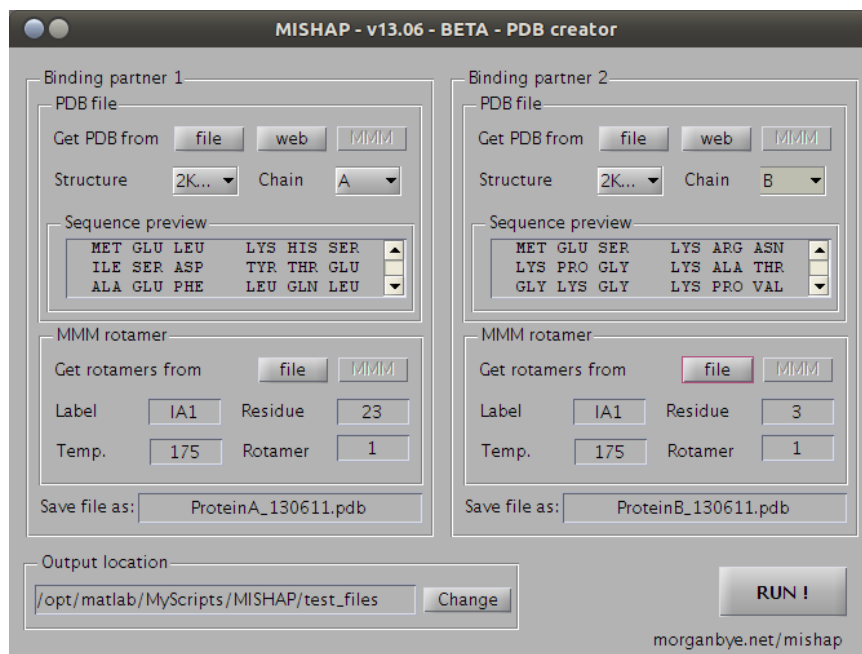 MISHAP - v13.06 - BETA - PDB creator
Binding partner 1
PDB file
Get PDB from file web MMM
Structure 2K... Chain A
Sequence preview
MET GLU LEU LYS HIS SER
ILE SER ASP TYR THR GLU
ALA GLU PHE LEU GLN LEU
MMM rotamer
Get rotamers from file MMM
Label IA1 Residue 23
Temp. 175 Rotamer 1
Save file as: ProteinA_130611.pdb
Binding partner 2
PDB file
Get PDB from file web MMM
Structure 2K... Chain B
Sequence preview
MET GLU SER LYS ARG ASN
LYS PRO GLY LYS ALA THR
GLY LYS GLY LYS PRO VAL
MMM rotamer
Get rotamers from file MMM
Label IA1 Residue 3
Temp. 175 Rotamer 1
Save file as: ProteinB_130611.pdb
Output location
/opt/matlab/MyScripts/MISHAP/test_files Change
RUN !
morganbye.net/mishap